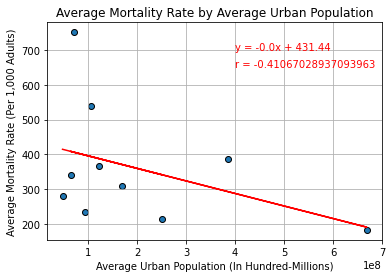 Average Mortality Rate by Average Urban Population
y = -0.0x + 431.44
r = -0.41067028937093963
Average Mortality Rate (Per 1,000 Adults)
700
600
500
400
300
200
1 2 3 4 5 6 7
1e8
Average Urban Population (In Hundred-Millions)